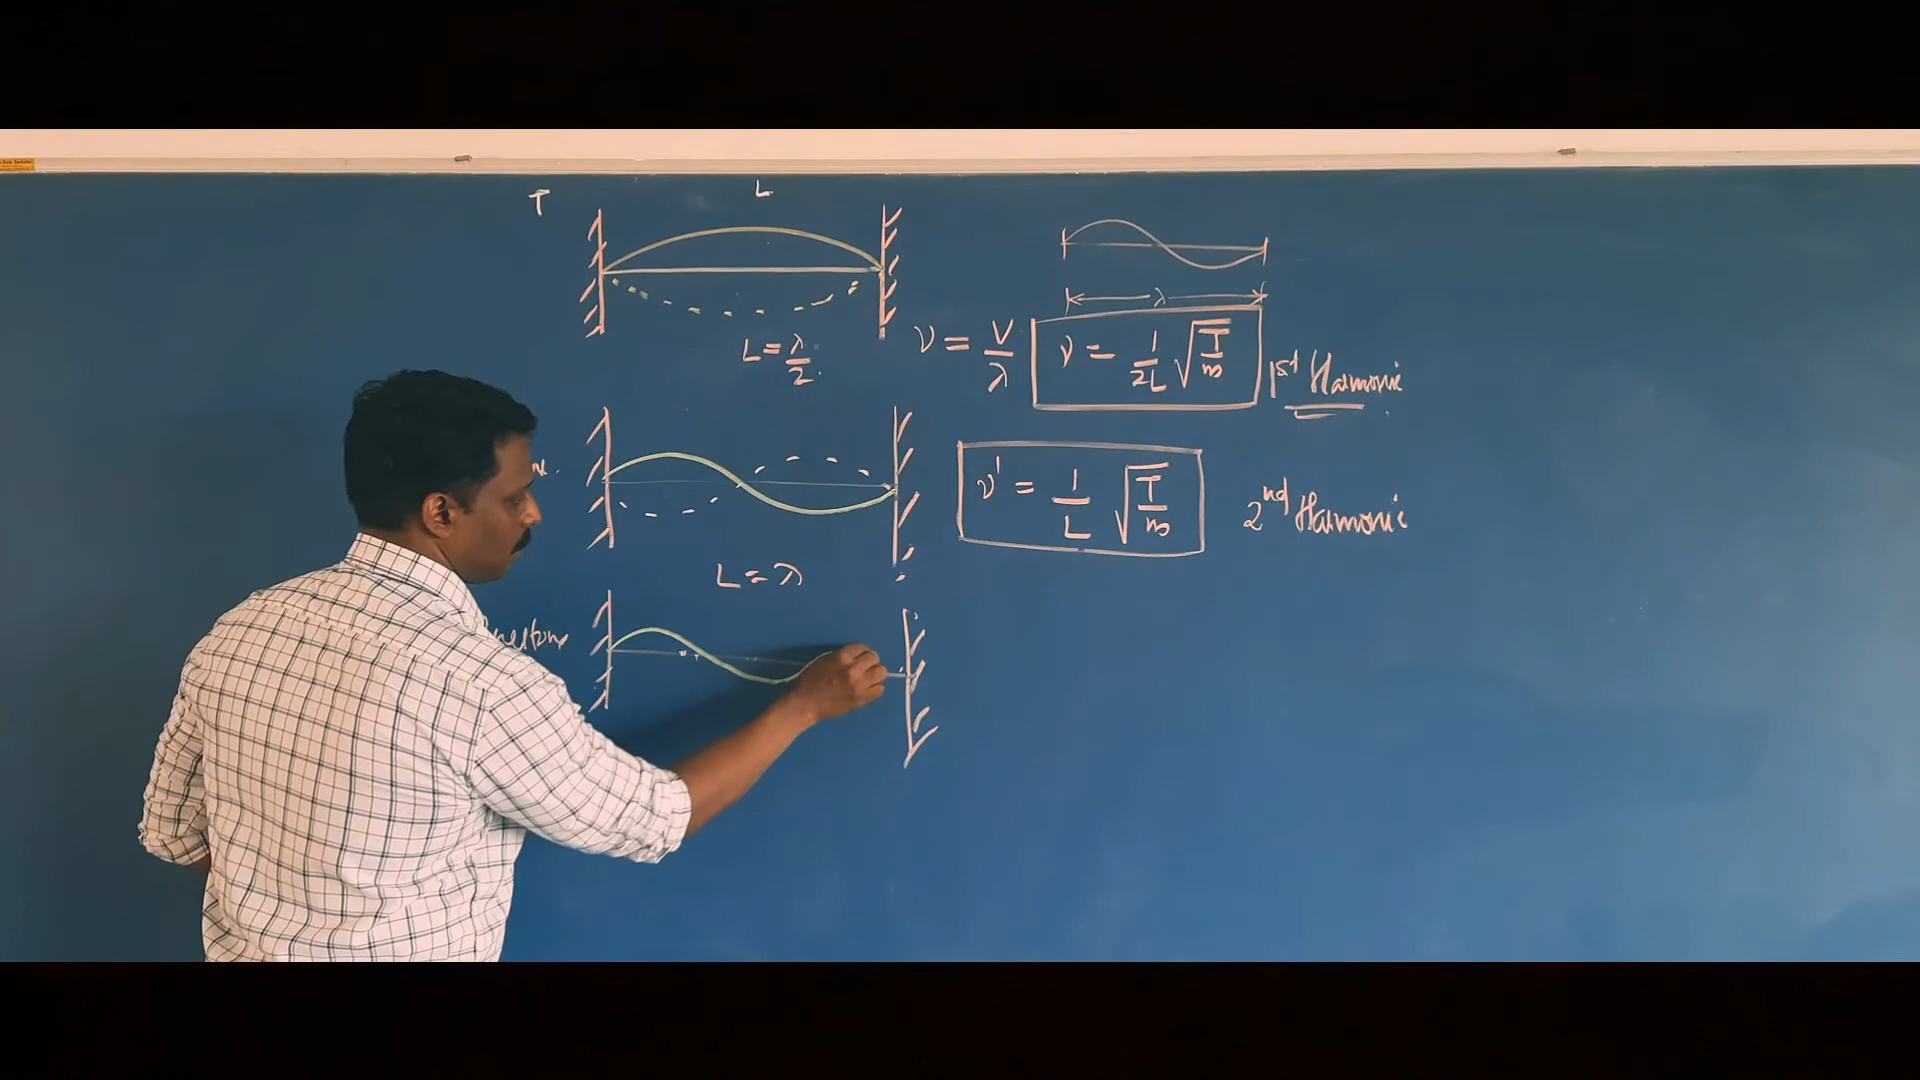 T L
λ
L = λ/2
ν = V/λ ν = 1/2L √T/m 1st Harmonic
ν' = 1/L √T/m 2nd Harmonic
L = λ